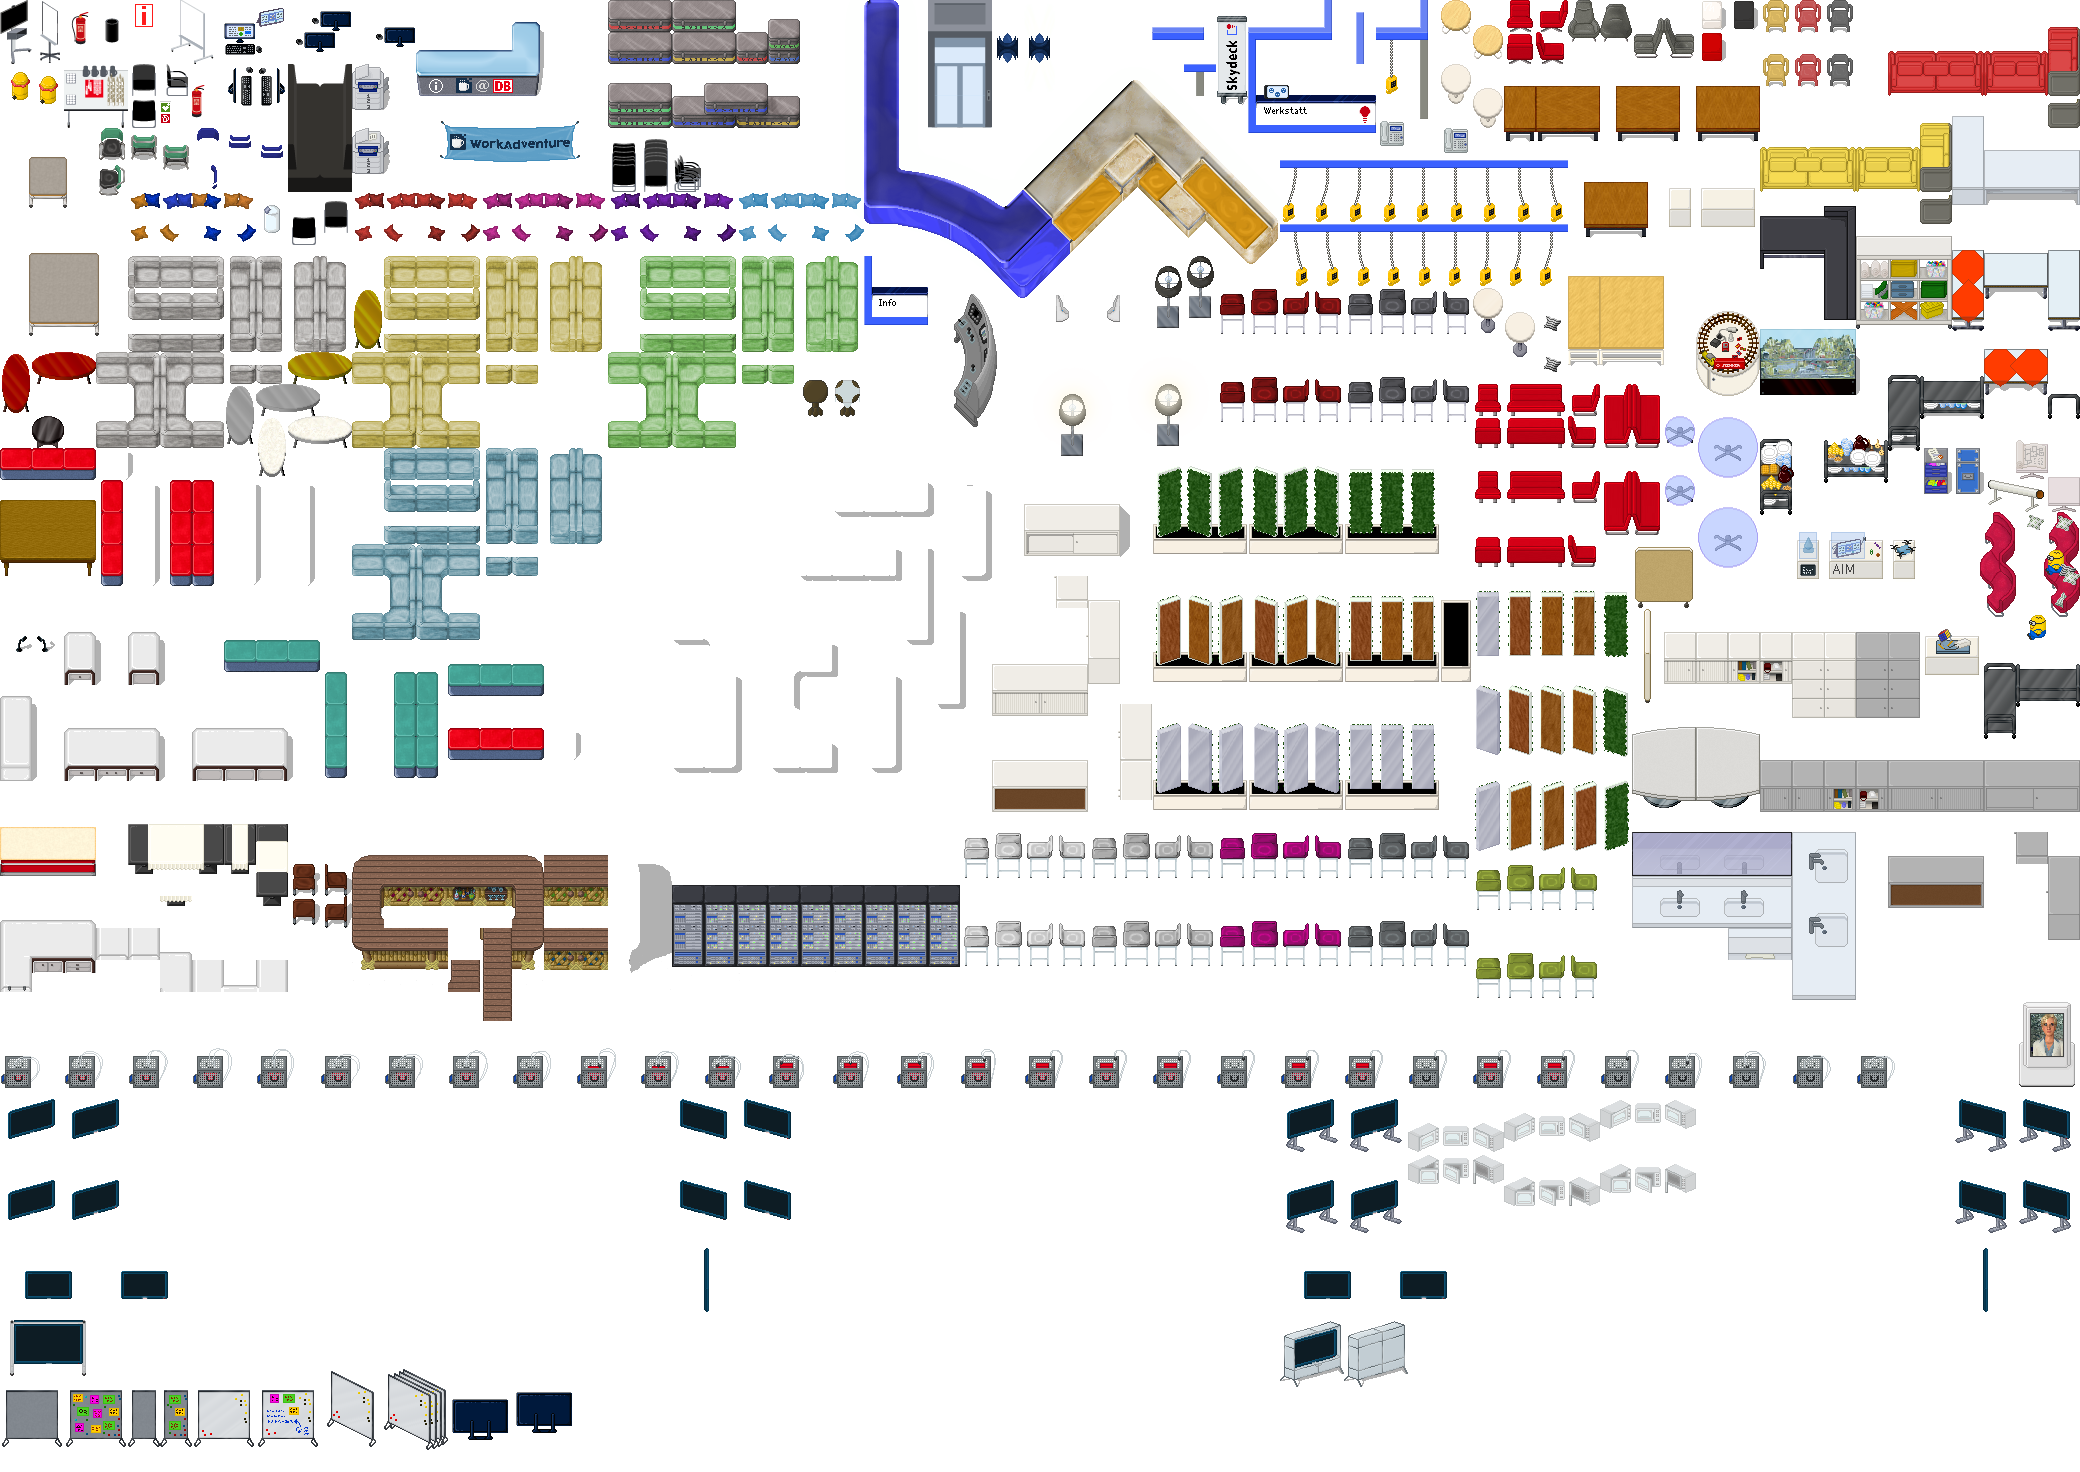 i
Skydeck
i @ DB
Werkstatt
WorkAdventure
Info
AIM